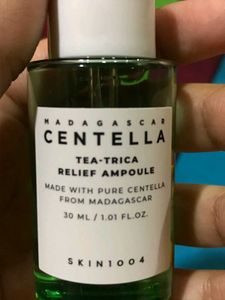 MADAGASCAR
CENTELLA
TEA-TRICA
RELIEF AMPOULE
MADE WITH PURE CENTELLA
FROM MADAGASCAR
30 ML / 1.01 FL.OZ.
SKIN1004